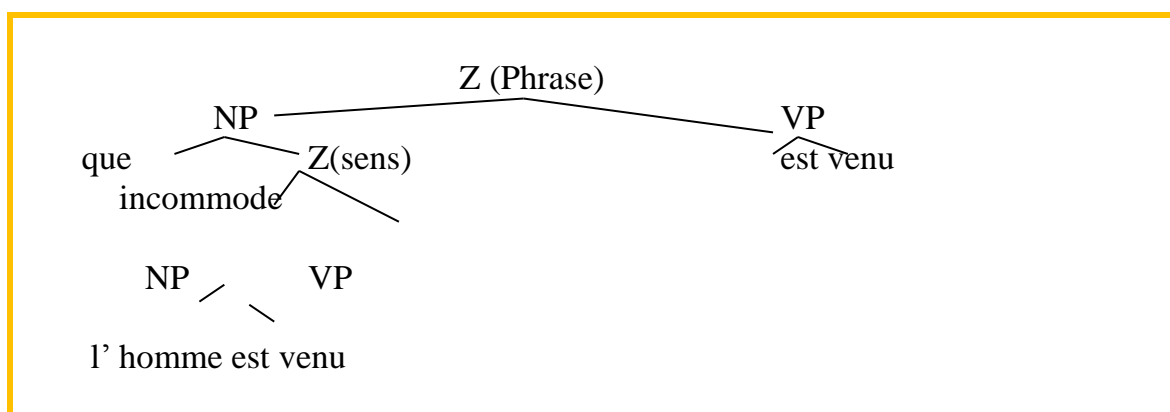 Z (Phrase)
NP VP
que Z(sens) est venu
incommode
NP VP
l’ homme est venu